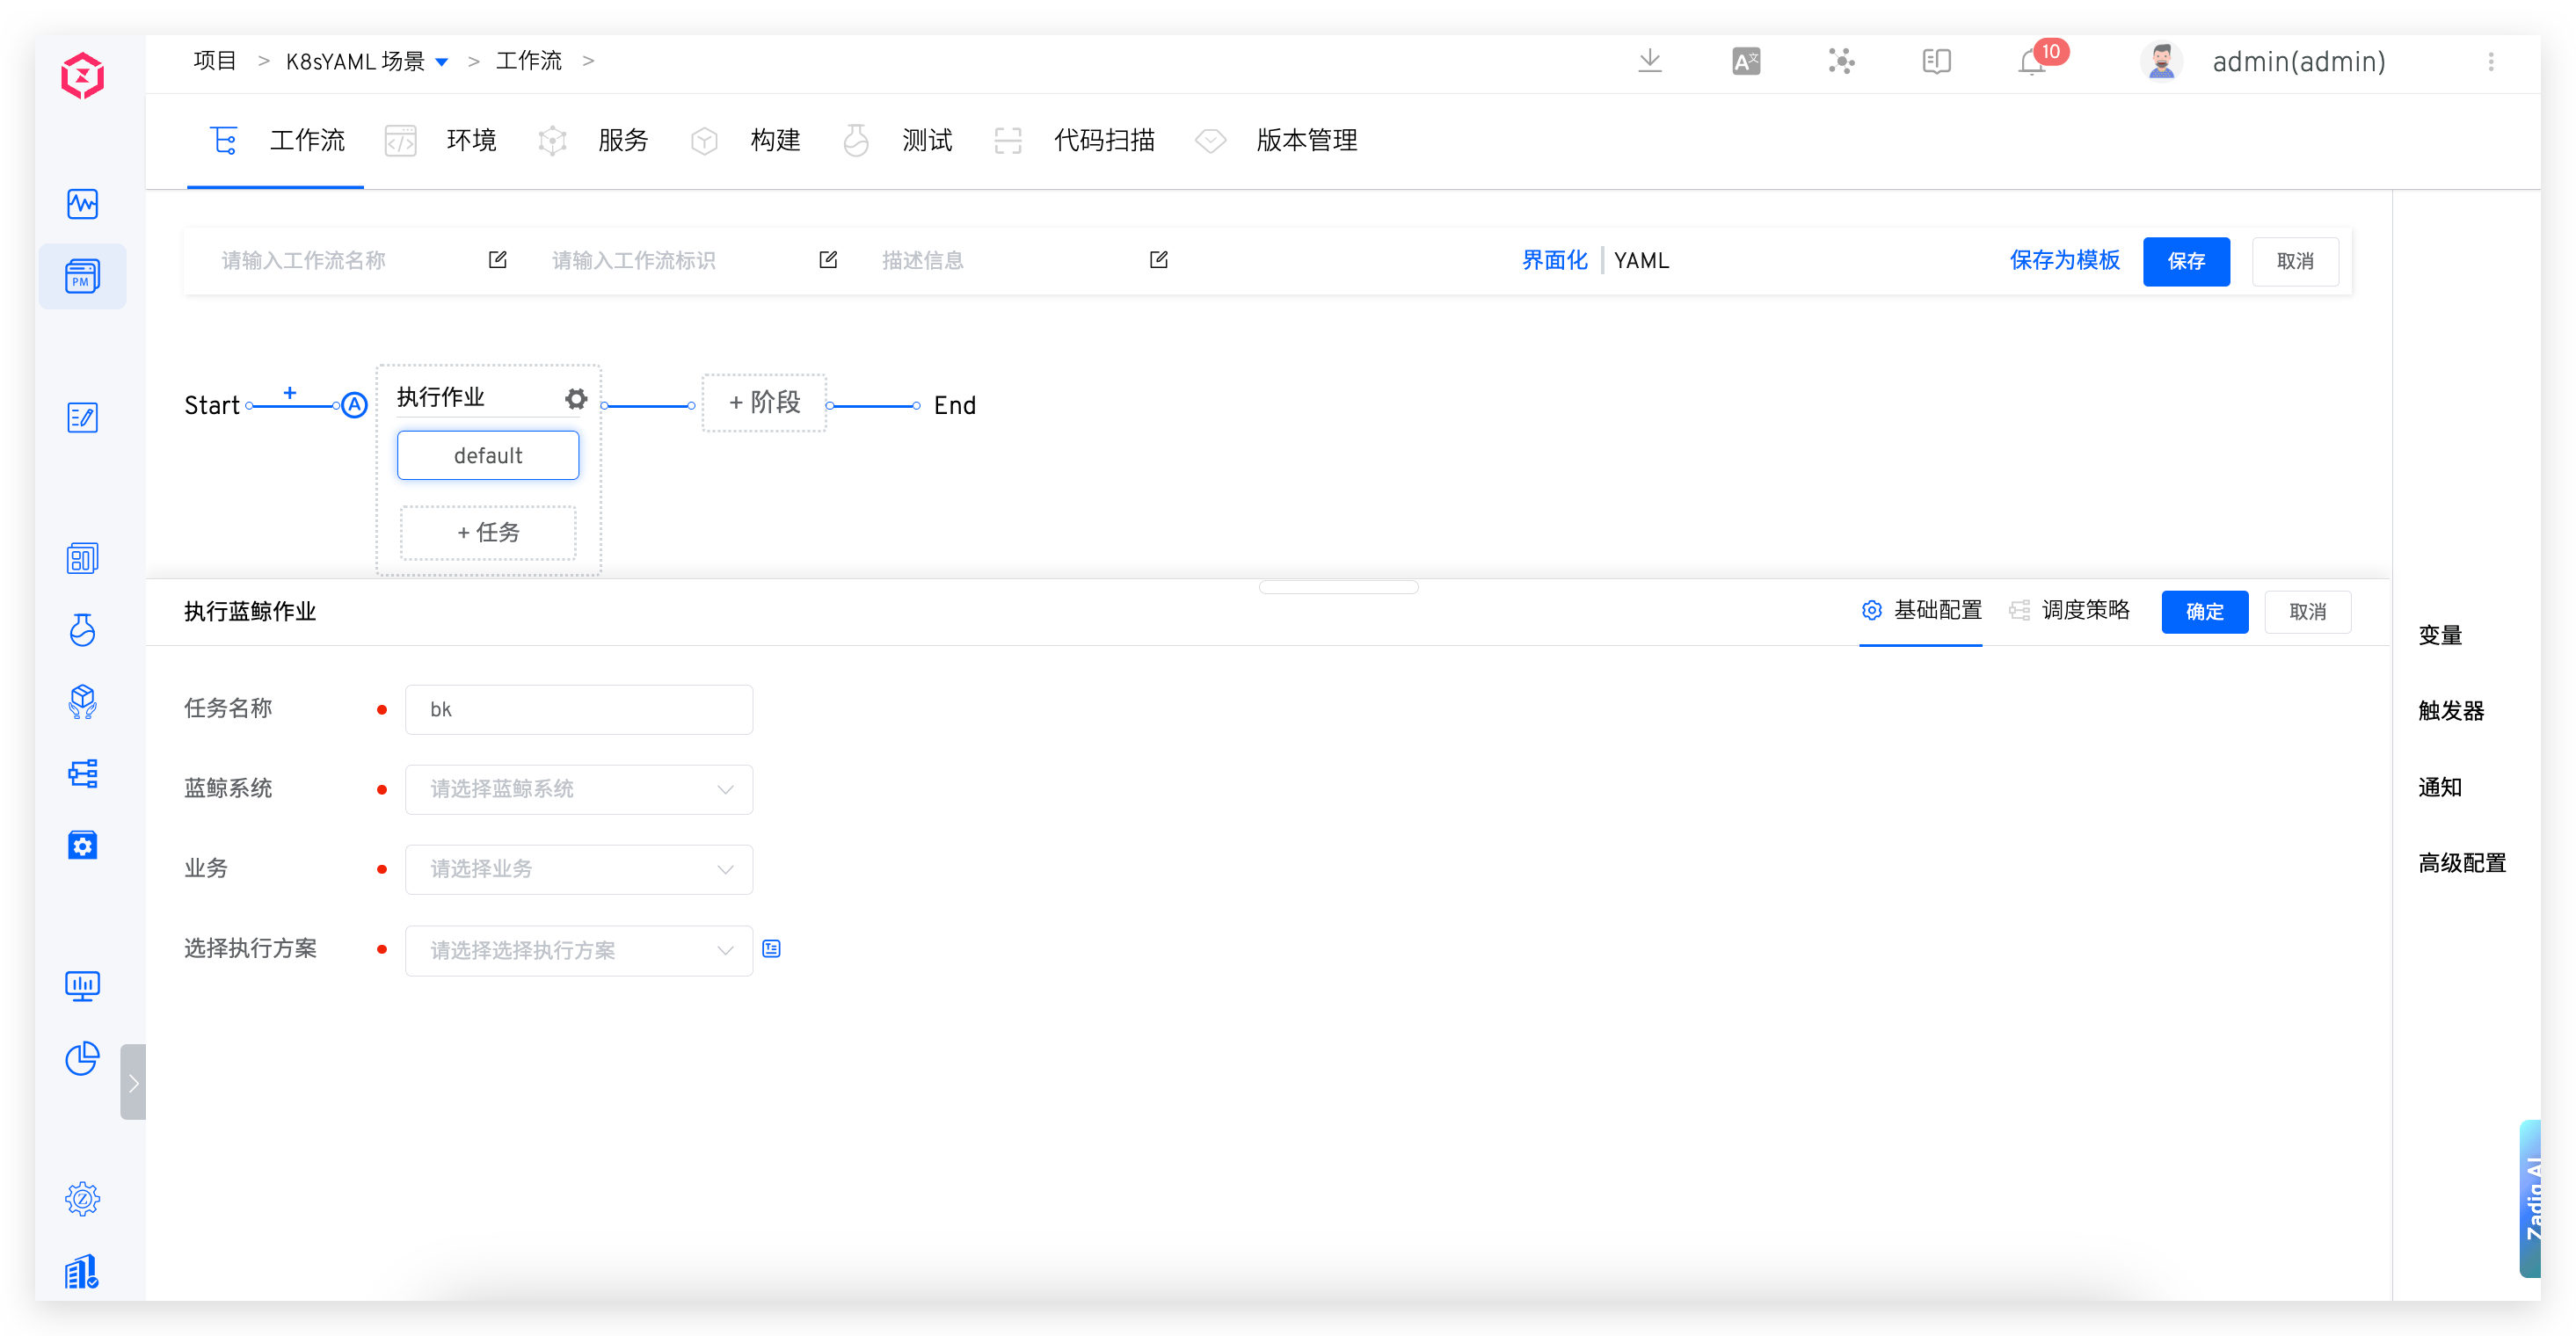 项目 > K8sYAML 场景 > 工作流 >
10
admin(admin)
工作流 环境 服务 构建 测试 代码扫描 版本管理
PM
请输入工作流名称 请输入工作流标识 描述信息 界面化 YAML 保存为模板 保存 取消
Start + A 执行作业 + 阶段 End
default
+ 任务
执行蓝鲸作业 基础配置 调度策略 确定 取消
任务名称 bk
蓝鲸系统 请选择蓝鲸系统
业务 请选择业务
选择执行方案 请选择选择执行方案
变量
触发器
通知
高级配置
Zadig AI